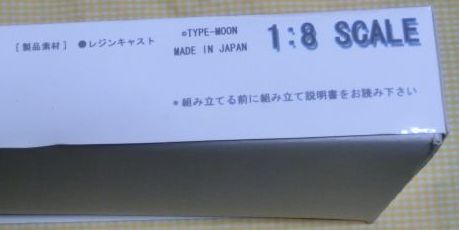 ©TYPE-MOON
1:8 SCALE
[製品素材] ●レジンキャスト
MADE IN JAPAN
*組み立てる前に組み立て説明書をお読み下さい